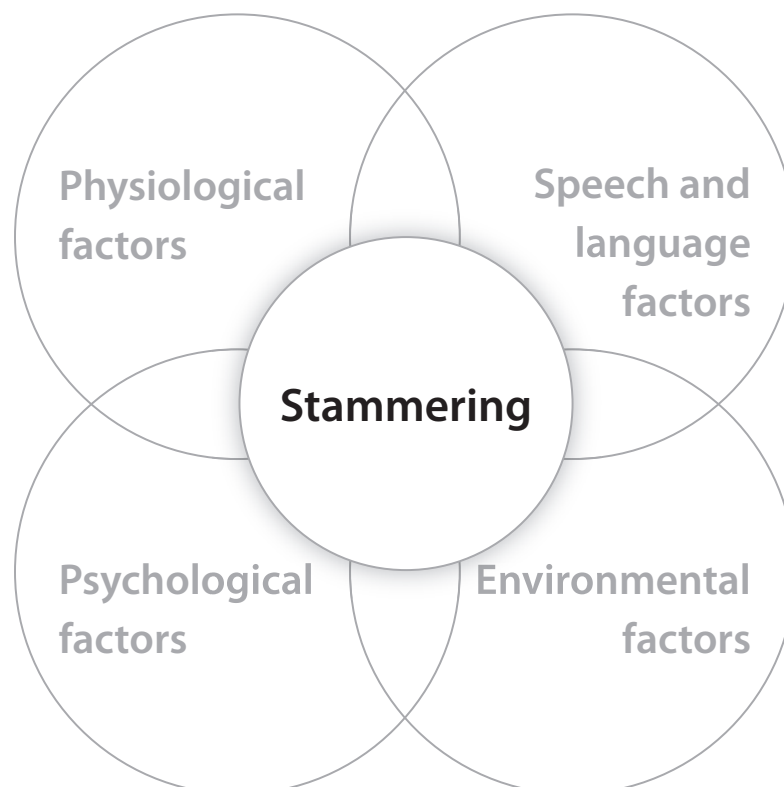 Physiological
factors
Speech and
language
factors
Stammering
Psychological
factors
Environmental
factors